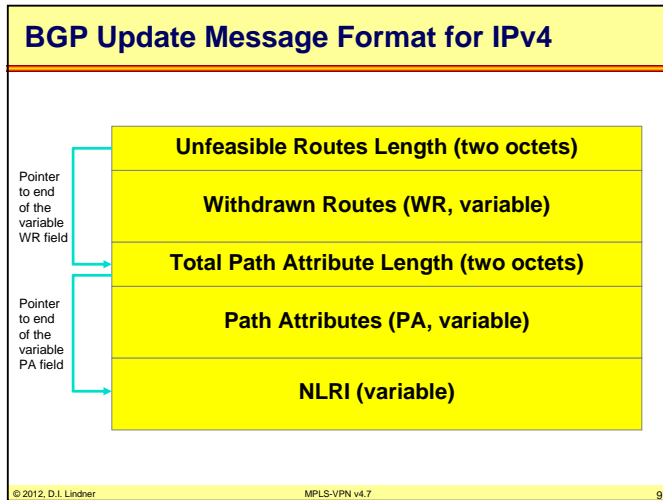 BGP Update Message Format for IPv4
Unfeasible Routes Length (two octets)
Pointer
to end
of the
variable
WR field
Withdrawn Routes (WR, variable)
Total Path Attribute Length (two octets)
Pointer
to end
of the
variable
PA field
Path Attributes (PA, variable)
NLRI (variable)
© 2012, D.I. Lindner
MPLS-VPN v4.7
9